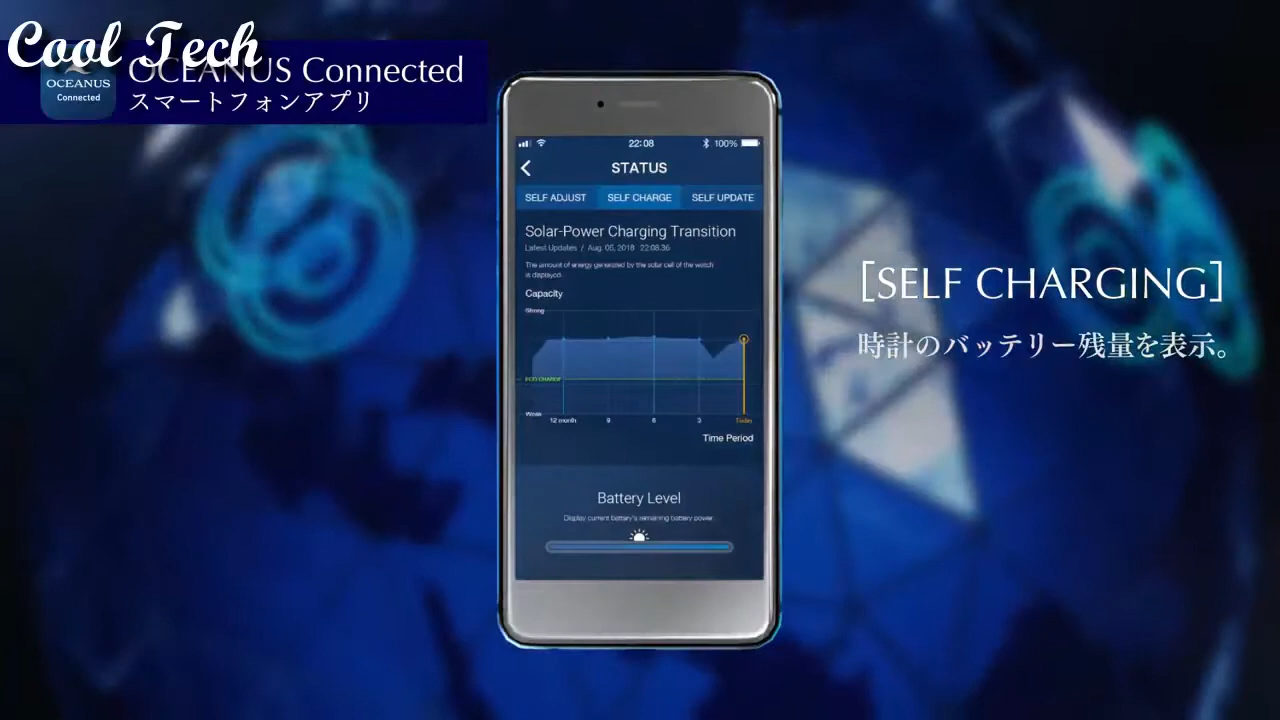 Cool Tech
OCEANUS Connected
スマートフォンアプリ
OCEANUS
Connected
22:08
100%
STATUS
SELF ADJUST
SELF CHARGE
SELF UPDATE
Solar-Power Charging Transition
Latest Updates / Aug. 05, 2018 22:08:36
The amount of energy generated by the solar cell of the watch
is displayed.
Capacity
Strong
ECO CHARGE
Weak
12 month
9
6
3
Today
Time Period
Battery Level
Display current battery's remaining battery power.
[SELF CHARGING]
時計のバッテリー残量を表示。